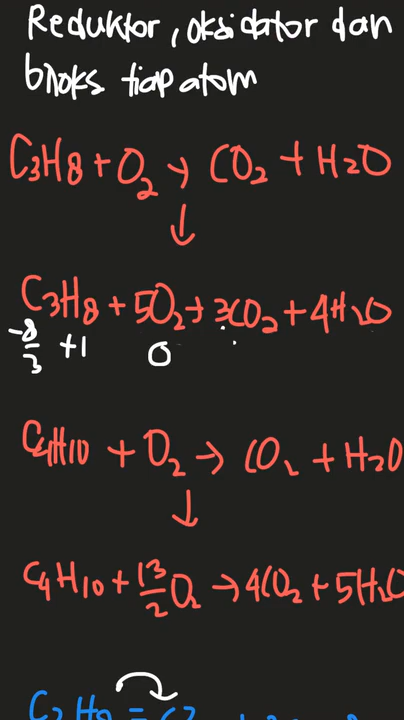 Reduktor, oksidator dan
biloks tiap atom
C3H8 + O2 → CO2 + H2O
↓
C3H8 + 5O2 → 3CO2 + 4H2O
-8/3 +1 0
C4H10 + O2 → CO2 + H2O
↓
C4H10 + 13/2 O2 → 4CO2 + 5H2O